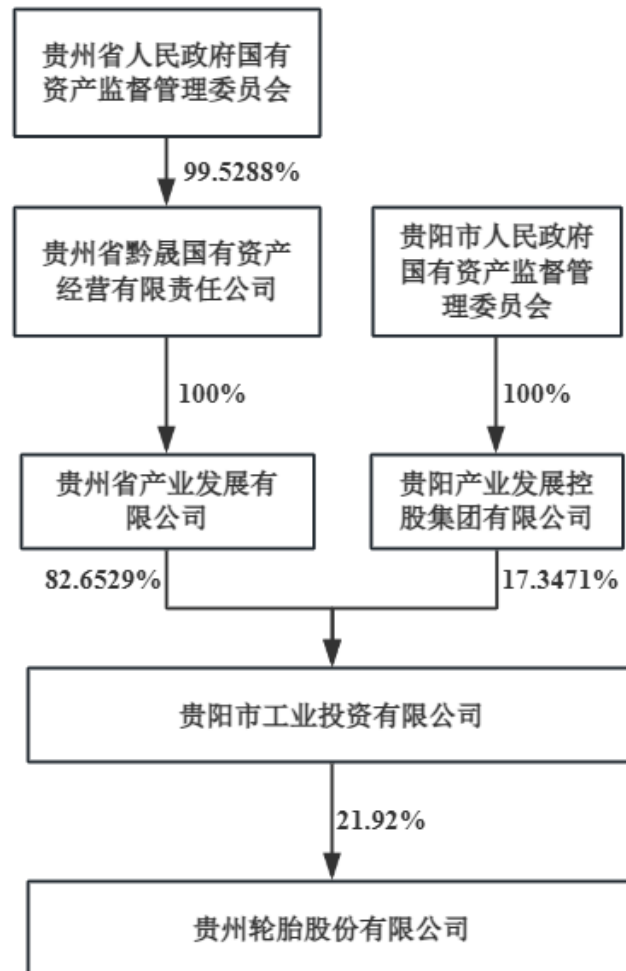 贵州省人民政府国有
资产监督管理委员会
99.5288%
贵州省黔晟国有资产
经营有限责任公司
贵阳市人民政府
国有资产监督管
理委员会
100%
100%
贵州省产业发展有
限公司
贵阳产业发展控
股集团有限公司
82.6529%
17.3471%
贵阳市工业投资有限公司
21.92%
贵州轮胎股份有限公司